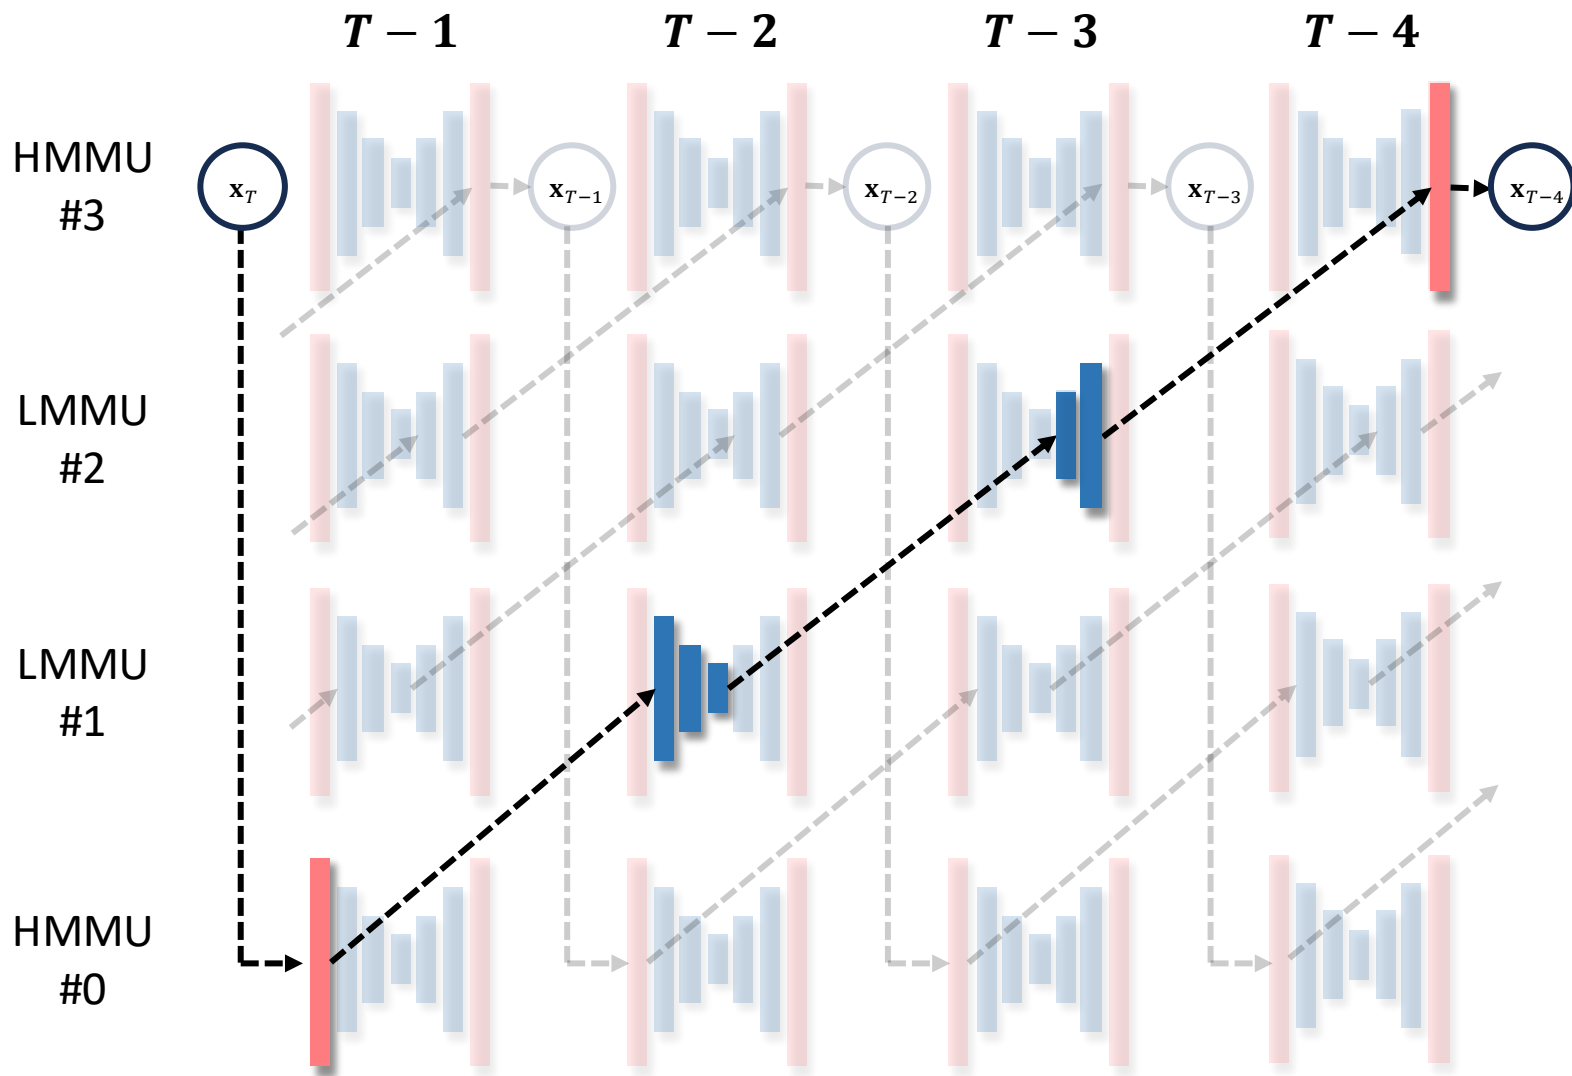 T − 1
T − 2
T − 3
T − 4
HMMU
#3
x_T
x_{T−1}
x_{T−2}
x_{T−3}
x_{T−4}
LMMU
#2
LMMU
#1
HMMU
#0